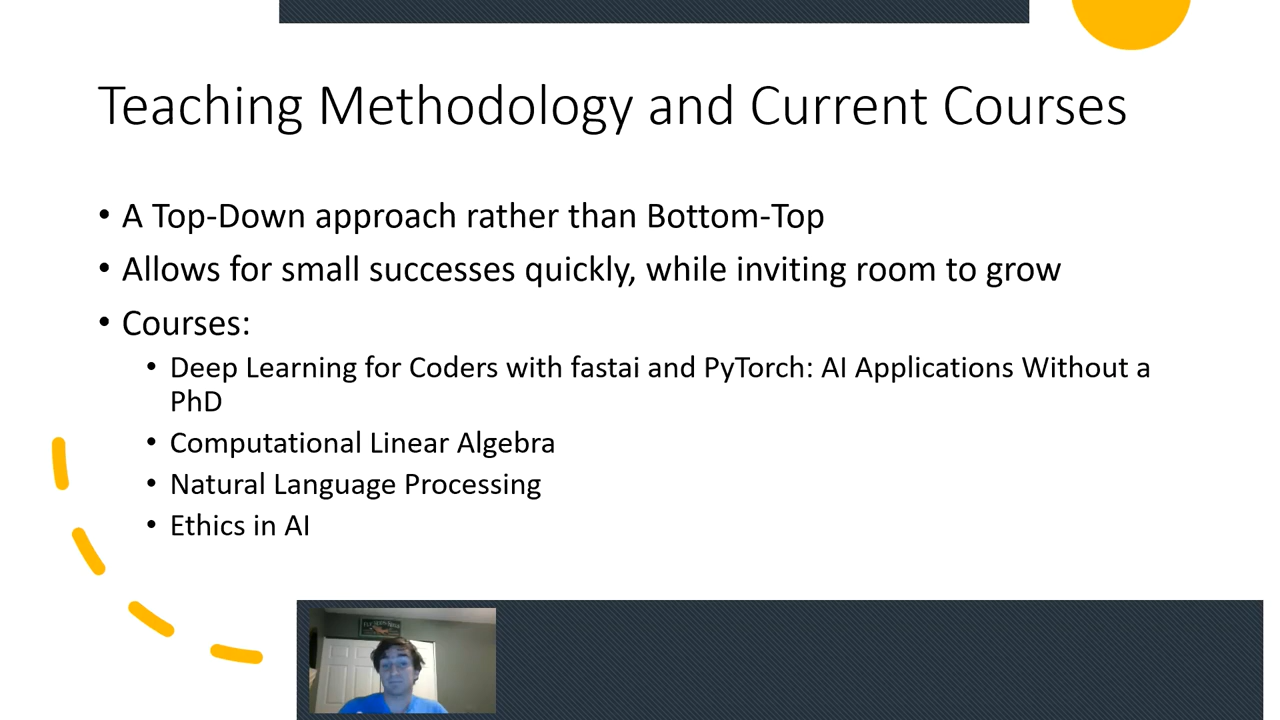 Teaching Methodology and Current Courses
• A Top-Down approach rather than Bottom-Top
• Allows for small successes quickly, while inviting room to grow
• Courses:
• Deep Learning for Coders with fastai and PyTorch: AI Applications Without a
PhD
• Computational Linear Algebra
• Natural Language Processing
• Ethics in AI